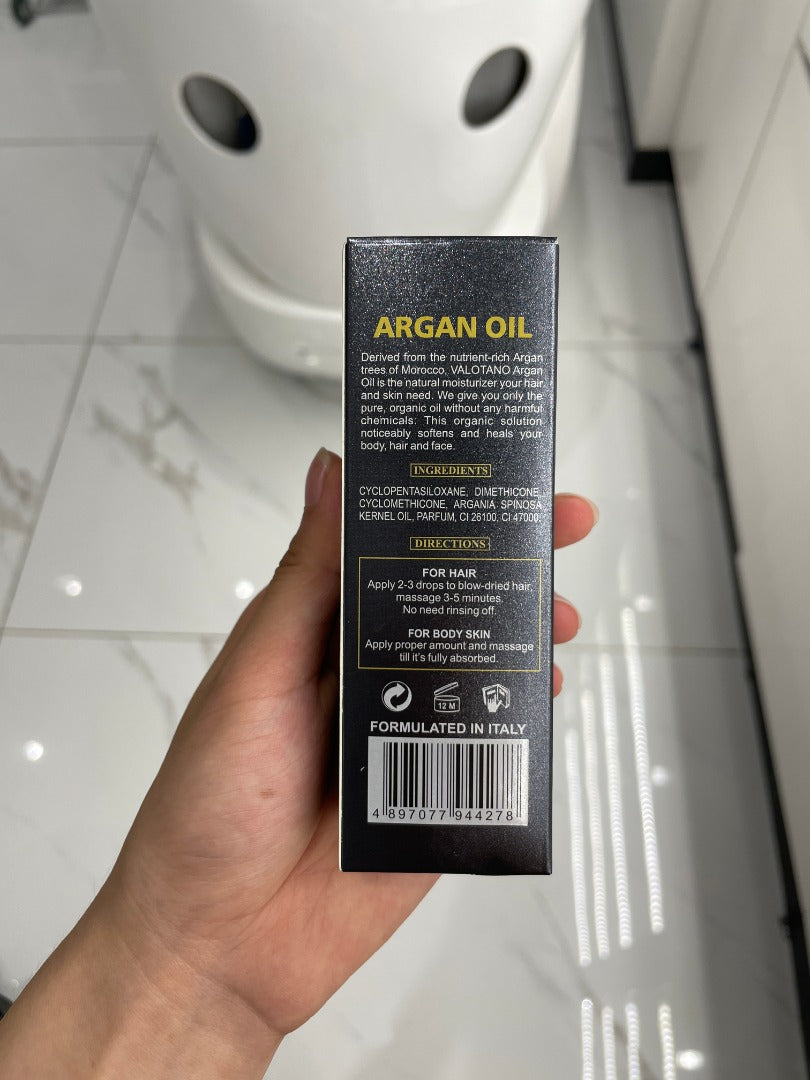 ARGAN OIL
Derived from the nutrient-rich Argan
trees of Morocco, VALOTANO Argan
Oil is the natural moisturizer your hair
and skin need. We give you only the
pure, organic oil without any harmful
chemicals: This organic solution
noticeably softens and heals your
body, hair and face.
INGREDIENTS
CYCLOPENTASILOXANE, DIMETHICONE,
CYCLOMETHICONE, ARGANIA SPINOSA
KERNEL OIL, PARFUM, CI 26100, CI 47000.
DIRECTIONS
FOR HAIR
Apply 2-3 drops to blow-dried hair,
massage 3-5 minutes.
No need rinsing off.
FOR BODY SKIN
Apply proper amount and massage
till it's fully absorbed.
12 M
FORMULATED IN ITALY
4 897077 944278